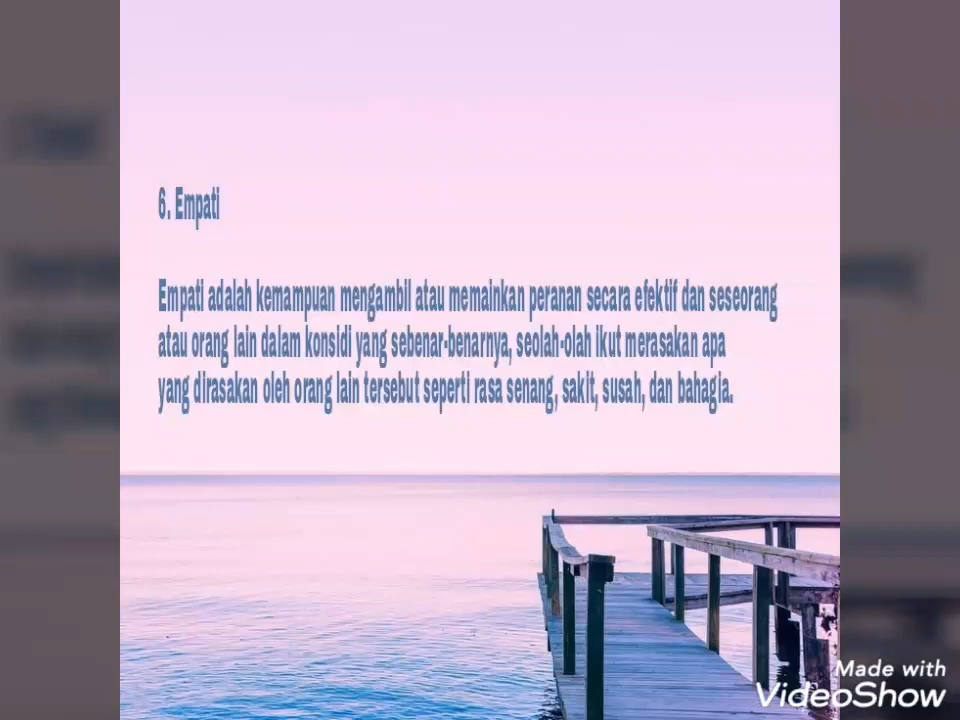 6. Empati
Empati adalah kemampuan mengambil atau memainkan peranan secara efektif dan seseorang
atau orang lain dalam konsidi yang sebenar-benarnya, seolah-olah ikut merasakan apa
yang dirasakan oleh orang lain tersebut seperti rasa senang, sakit, susah, dan bahagia.
Made with
VideoShow